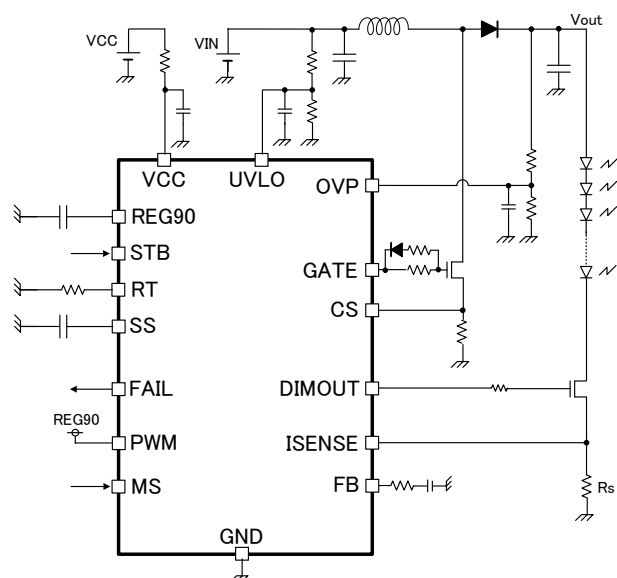 Vout
VCC
VIN
VCC
UVLO
OVP
REG90
STB
GATE
RT
CS
SS
FAIL
DIMOUT
REG90
PWM
ISENSE
MS
FB
Rs
GND